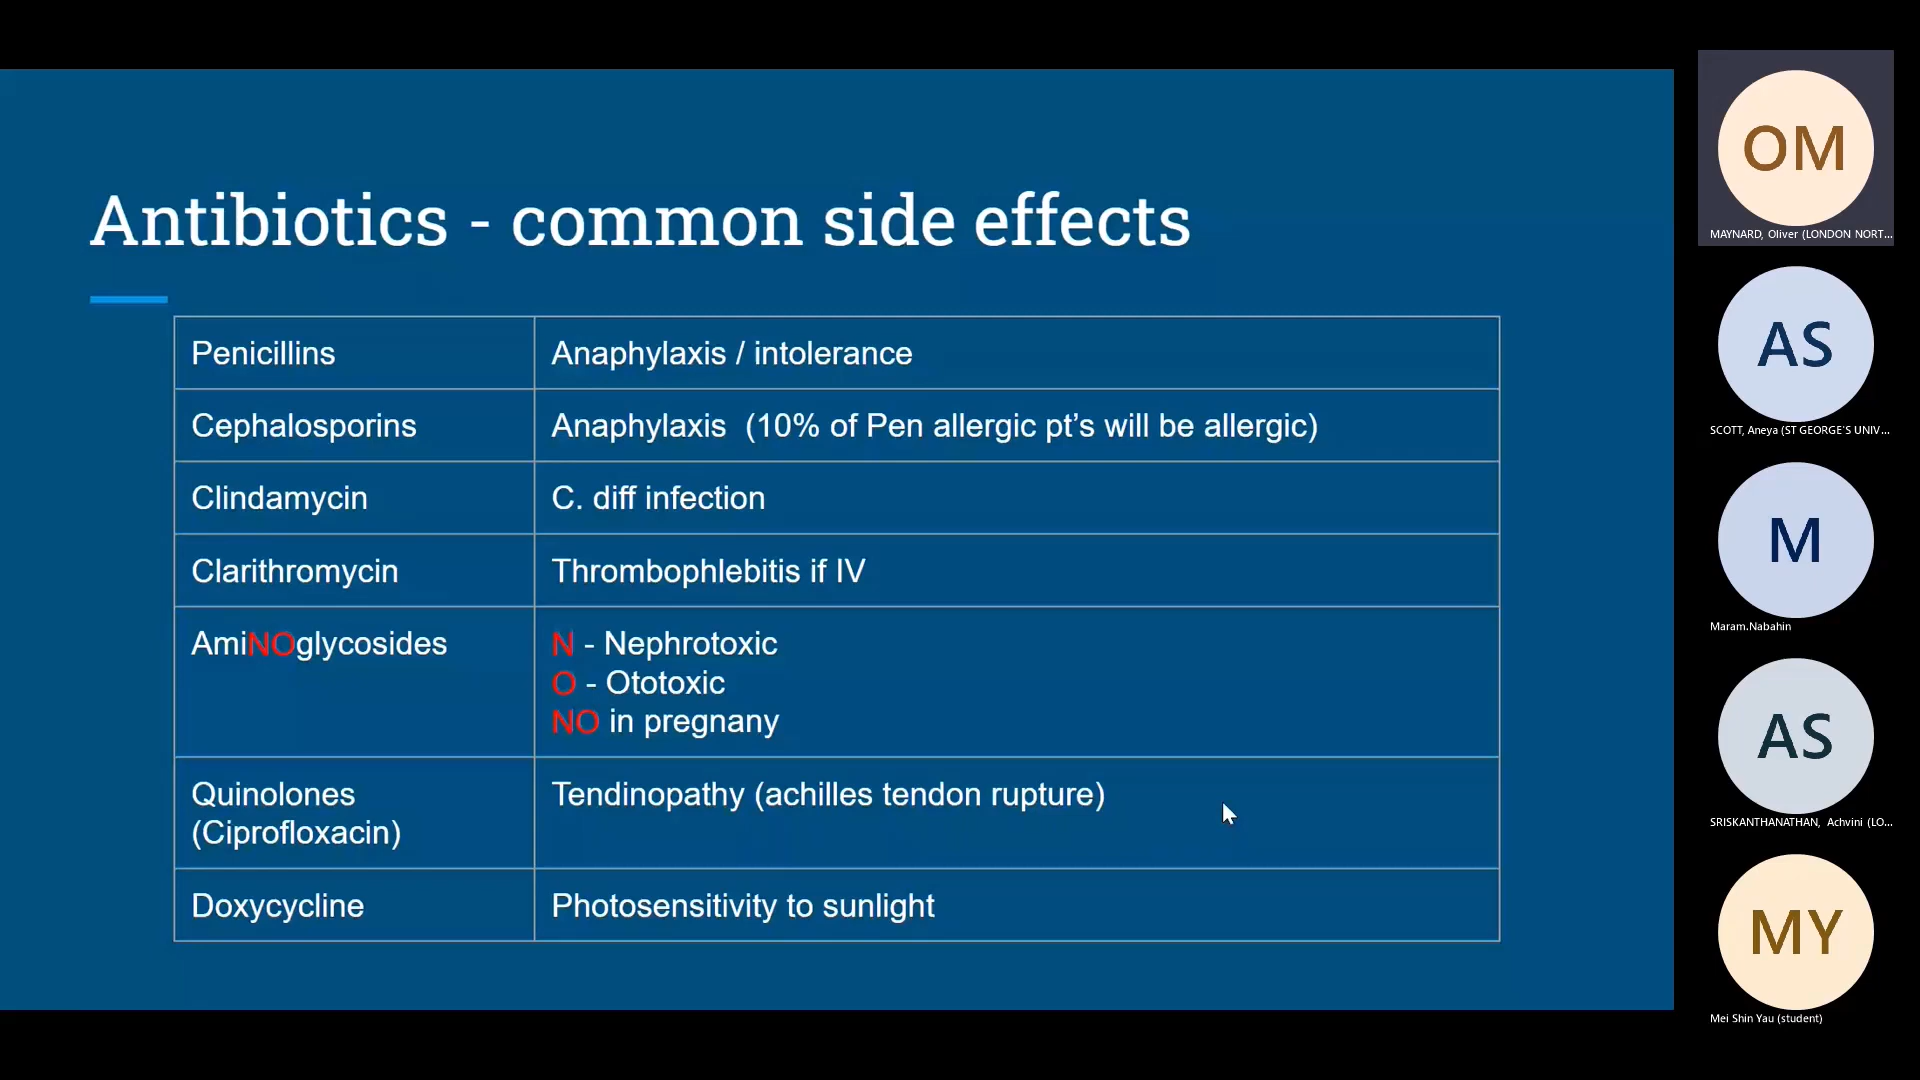 Antibiotics - common side effects
Penicillins
Anaphylaxis / intolerance
Cephalosporins
Anaphylaxis (10% of Pen allergic pt’s will be allergic)
Clindamycin
C. diff infection
Clarithromycin
Thrombophlebitis if IV
AmiNOglycosides
N - Nephrotoxic
O - Ototoxic
NO in pregnany
Quinolones
(Ciprofloxacin)
Tendinopathy (achilles tendon rupture)
Doxycycline
Photosensitivity to sunlight
OM
MAYNARD, Oliver (LONDON NORT...
AS
SCOTT, Aneya (ST GEORGE'S UNIV...
M
Maram.Nabahin
AS
SRISKANTHANATHAN, Achvini (LO...
MY
Mei Shin Yau (student)